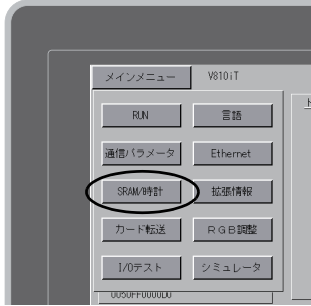 メインメニュー V810iT
RUN 言語
通信パラメータ Ethernet
SRAM/時計 拡張情報
カード転送 RGB調整
I/Oテスト シミュレータ